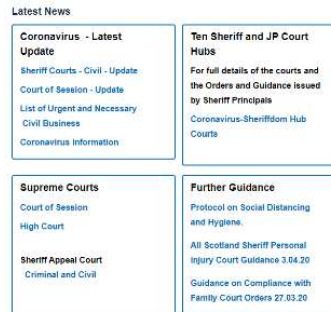 Latest News
Coronavirus - Latest
Update
Sheriff Courts - Civil - Update
Court of Session - Update
List of Urgent and Necessary
Civil Business
Coronavirus Information
Ten Sheriff and JP Court
Hubs
For full details of the courts and
the Orders and Guidance issued
by Sheriff Principals
Coronavirus-Sheriffdom Hub
Courts
Supreme Courts
Court of Session
High Court
Sheriff Appeal Court
Criminal and Civil
Further Guidance
Protocol on Social Distancing
and Hygiene.
All Scotland Sheriff Personal
Injury Court Guidance 3.04.20
Guidance on Compliance with
Family Court Orders 27.03.20